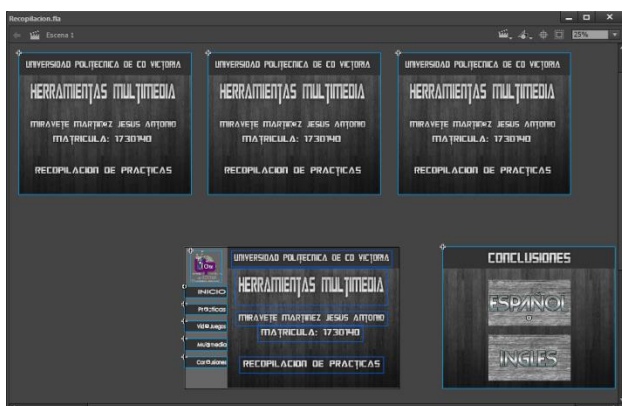 Recopilacion.fla
Escena 1
25%
UNIVERSIDAD POLITECNICA DE CD VICTORIA
HERRAMIENTAS MULTIMEDIA
MIRAVETE MARTINEZ JESUS ANTONIO
MATRICULA: 1730140
RECOPILACION DE PRACTICAS
UNIVERSIDAD POLITECNICA DE CD VICTORIA
HERRAMIENTAS MULTIMEDIA
MIRAVETE MARTINEZ JESUS ANTONIO
MATRICULA: 1730140
RECOPILACION DE PRACTICAS
UNIVERSIDAD POLITECNICA DE CD VICTORIA
HERRAMIENTAS MULTIMEDIA
MIRAVETE MARTINEZ JESUS ANTONIO
MATRICULA: 1730140
RECOPILACION DE PRACTICAS
INICIO
Practicas
Videojuegos
Multimedia
Conclusiones
UNIVERSIDAD POLITECNICA DE CD VICTORIA
HERRAMIENTAS MULTIMEDIA
MIRAVETE MARTINEZ JESUS ANTONIO
MATRICULA: 1730140
RECOPILACION DE PRACTICAS
CONCLUSIONES
ESPAÑOL
INGLES